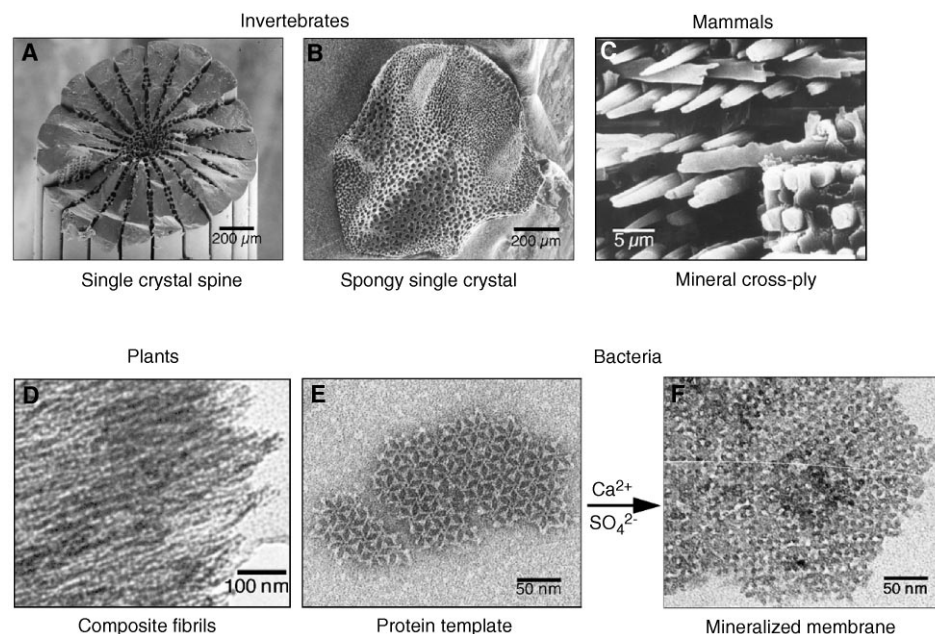 Invertebrates
Mammals
A
B
C
200 µm
200 µm
5 µm
Single crystal spine
Spongy single crystal
Mineral cross-ply
Plants
Bacteria
D
E
F
Ca²⁺
SO₄²⁻
100 nm
50 nm
50 nm
Composite fibrils
Protein template
Mineralized membrane